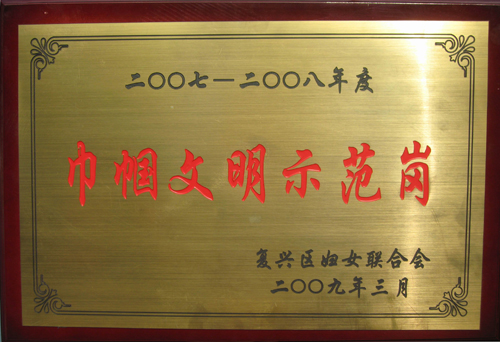 二〇〇七—二〇〇八年度
巾帼文明示范岗
复兴区妇女联合会
二〇〇九年三月